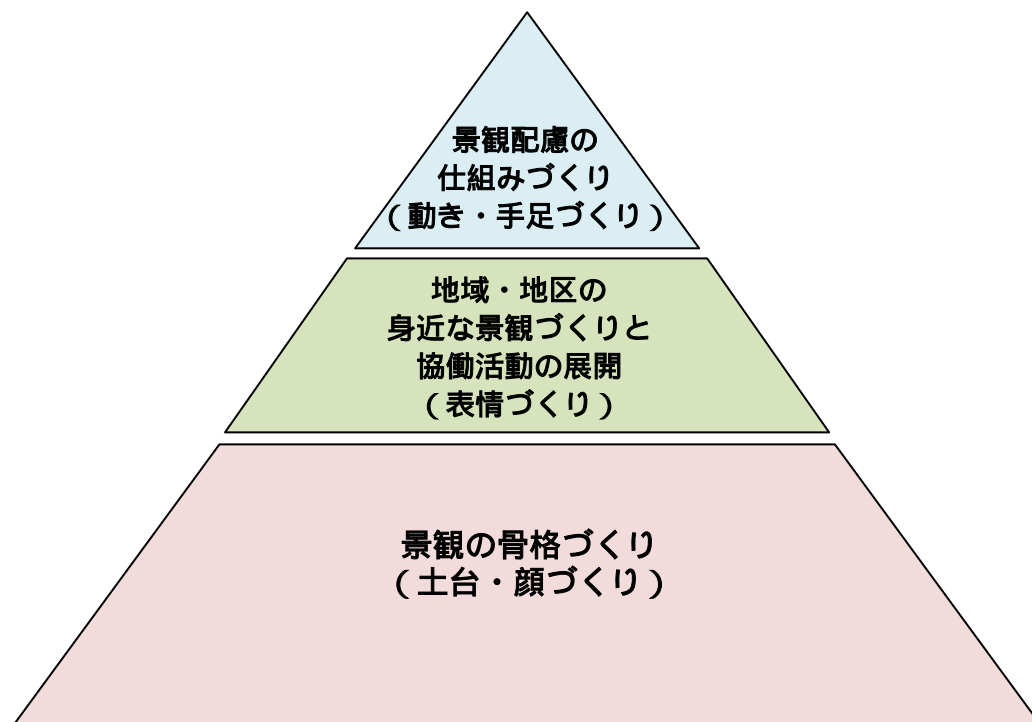 景観配慮の
仕組みづくり
（動き・手足づくり）
地域・地区の
身近な景観づくりと
協働活動の展開
（表情づくり）
景観の骨格づくり
（土台・顔づくり）